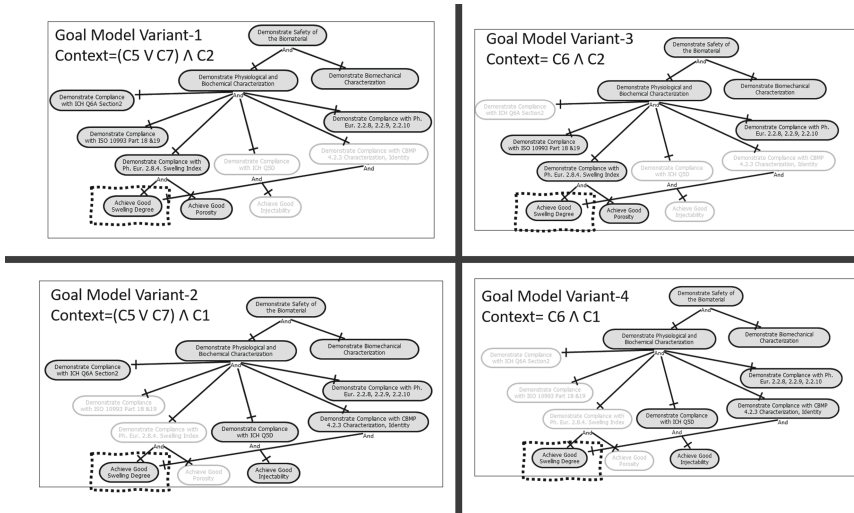 Goal Model Variant-1
Context=(C5 V C7) Λ C2
Demonstrate Safety of
the Biomaterial
And
Demonstrate Physiological and
Biochemical Characterization
Demonstrate Biomechanical
Characterization
And
Demonstrate Compliance
with ICH Q6A Section2
Demonstrate Compliance
with ISO 10993 Part 18 &19
Demonstrate Compliance with
Ph. Eur. 2.8.4. Swelling Index
Demonstrate Compliance
with ICH Q5D
Demonstrate Compliance with Ph.
Eur. 2.2.8, 2.2.9, 2.2.10
Demonstrate Compliance with CBMP
4.2.3 Characterization, Identity
And
And
And
Achieve Good
Swelling Degree
Achieve Good
Porosity
Achieve Good
Injectability
Goal Model Variant-3
Context= C6 Λ C2
Demonstrate Safety of
the Biomaterial
And
Demonstrate Physiological and
Biochemical Characterization
Demonstrate Biomechanical
Characterization
And
Demonstrate Compliance
with ICH Q6A Section2
Demonstrate Compliance
with ISO 10993 Part 18 &19
Demonstrate Compliance with
Ph. Eur. 2.8.4. Swelling Index
Demonstrate Compliance
with ICH Q5D
Demonstrate Compliance with Ph.
Eur. 2.2.8, 2.2.9, 2.2.10
Demonstrate Compliance with CBMP
4.2.3 Characterization, Identity
And
And
And
Achieve Good
Swelling Degree
Achieve Good
Porosity
Achieve Good
Injectability
Goal Model Variant-2
Context=(C5 V C7) Λ C1
Demonstrate Safety of
the Biomaterial
And
Demonstrate Physiological and
Biochemical Characterization
Demonstrate Biomechanical
Characterization
And
Demonstrate Compliance
with ICH Q6A Section2
Demonstrate Compliance
with ISO 10993 Part 18 &19
Demonstrate Compliance with
Ph. Eur. 2.8.4. Swelling Index
Demonstrate Compliance
with ICH Q5D
Demonstrate Compliance with Ph.
Eur. 2.2.8, 2.2.9, 2.2.10
Demonstrate Compliance with CBMP
4.2.3 Characterization, Identity
And
And
And
Achieve Good
Swelling Degree
Achieve Good
Porosity
Achieve Good
Injectability
Goal Model Variant-4
Context= C6 Λ C1
Demonstrate Safety of
the Biomaterial
And
Demonstrate Physiological and
Biochemical Characterization
Demonstrate Biomechanical
Characterization
And
Demonstrate Compliance
with ICH Q6A Section2
Demonstrate Compliance
with ISO 10993 Part 18 &19
Demonstrate Compliance with
Ph. Eur. 2.8.4. Swelling Index
Demonstrate Compliance
with ICH Q5D
Demonstrate Compliance with Ph.
Eur. 2.2.8, 2.2.9, 2.2.10
Demonstrate Compliance with CBMP
4.2.3 Characterization, Identity
And
And
And
Achieve Good
Swelling Degree
Achieve Good
Porosity
Achieve Good
Injectability